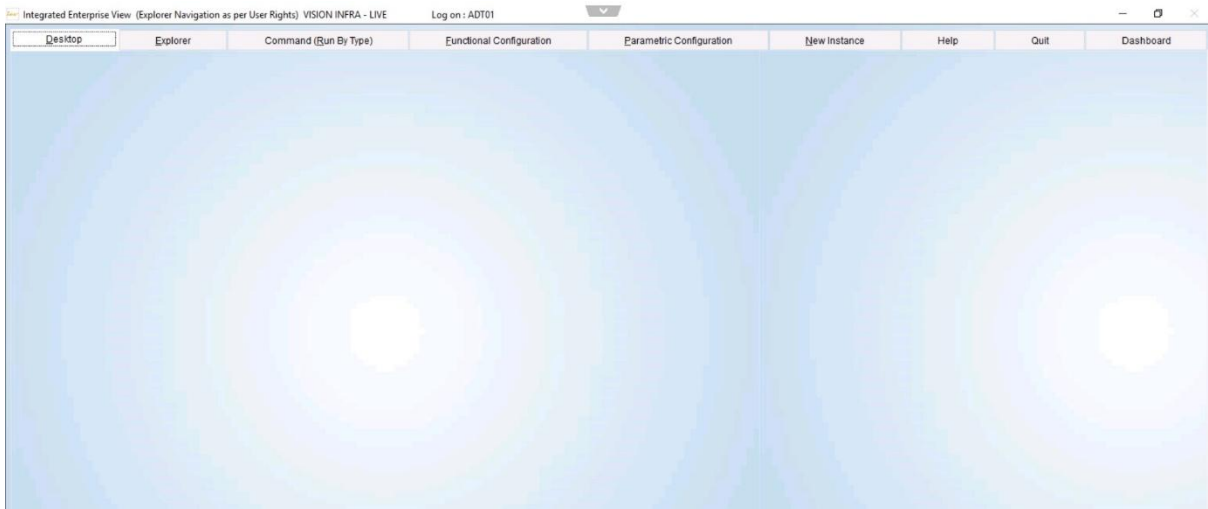 Integrated Enterprise View (Explorer Navigation as per User Rights) VISION INFRA - LIVE Log on : ADT01
Desktop Explorer Command (Run By Type) Functional Configuration Parametric Configuration New Instance Help Quit Dashboard